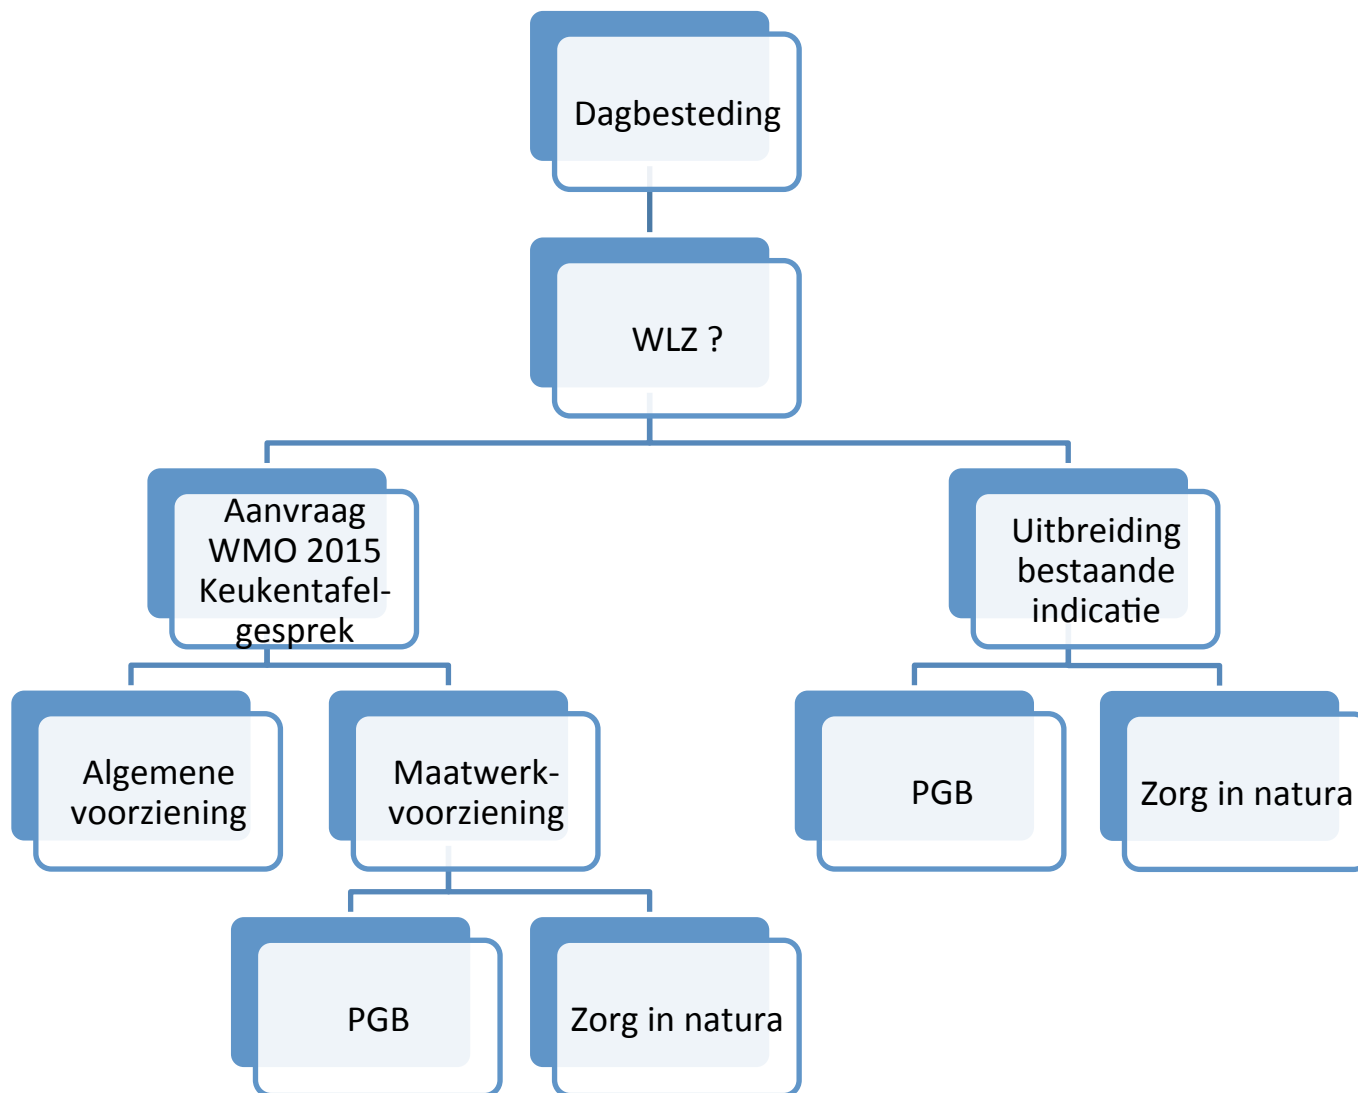 Dagbesteding
WLZ ?
Aanvraag
WMO 2015
Keukentafel-
gesprek
Uitbreiding
bestaande
indicatie
Algemene
voorziening
Maatwerk-
voorziening
PGB
Zorg in natura
PGB
Zorg in natura